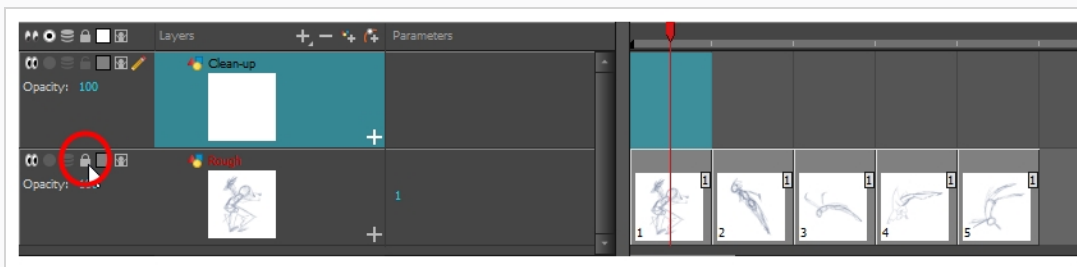 Layers Parameters
Clean-up
Opacity: 100
Rough
Opacity:
1
1 1 1 1 1
1 2 3 4 5